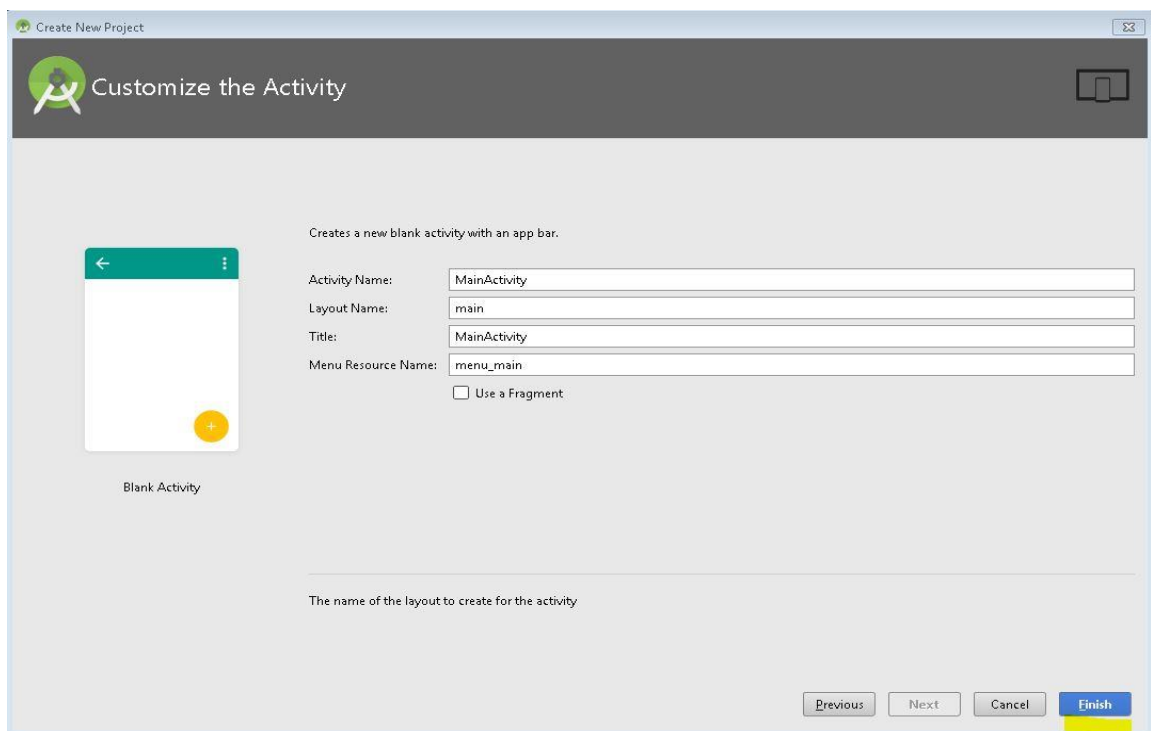 Create New Project
Customize the Activity
Creates a new blank activity with an app bar.
Activity Name: MainActivity
Layout Name: main
Title: MainActivity
Menu Resource Name: menu_main
Use a Fragment
Blank Activity
The name of the layout to create for the activity
Previous Next Cancel Finish